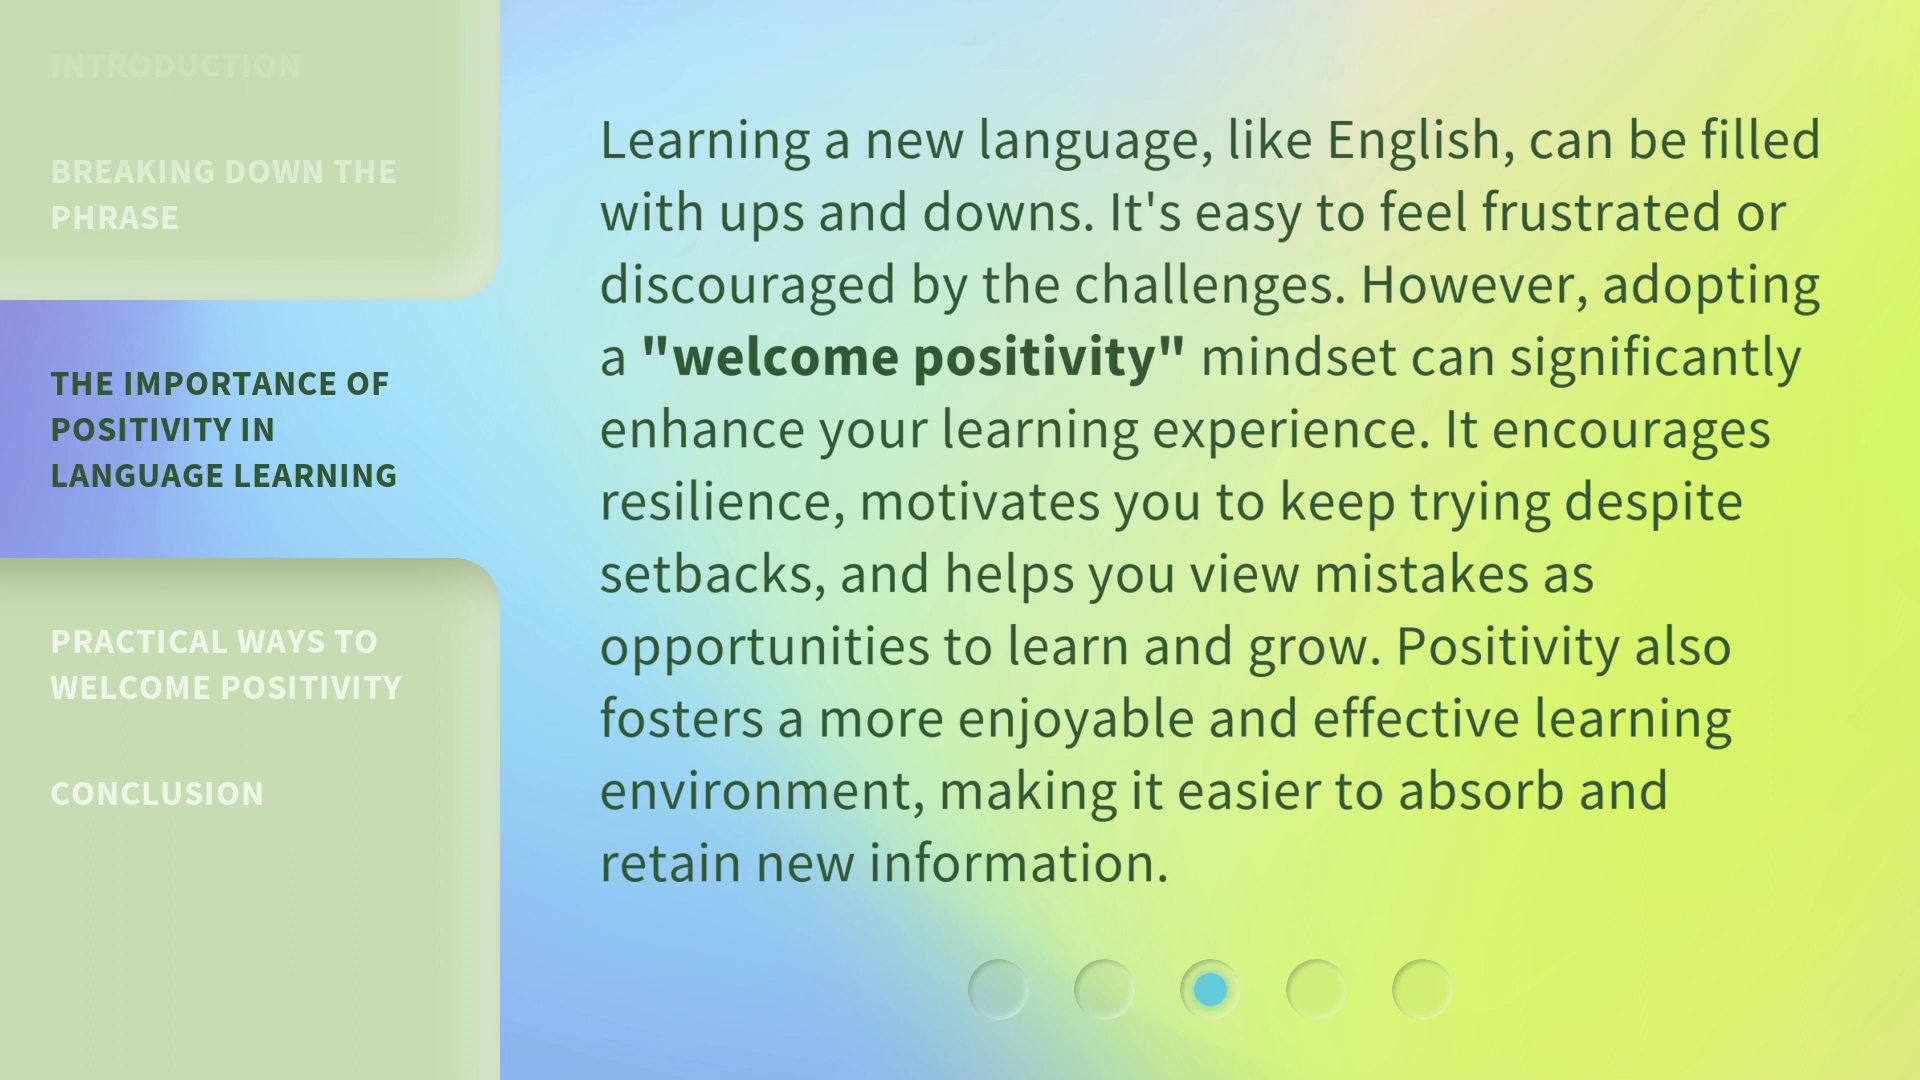 INTRODUCTION
BREAKING DOWN THE
PHRASE
THE IMPORTANCE OF
POSITIVITY IN
LANGUAGE LEARNING
PRACTICAL WAYS TO
WELCOME POSITIVITY
CONCLUSION
Learning a new language, like English, can be filled
with ups and downs. It's easy to feel frustrated or
discouraged by the challenges. However, adopting
a "welcome positivity" mindset can significantly
enhance your learning experience. It encourages
resilience, motivates you to keep trying despite
setbacks, and helps you view mistakes as
opportunities to learn and grow. Positivity also
fosters a more enjoyable and effective learning
environment, making it easier to absorb and
retain new information.